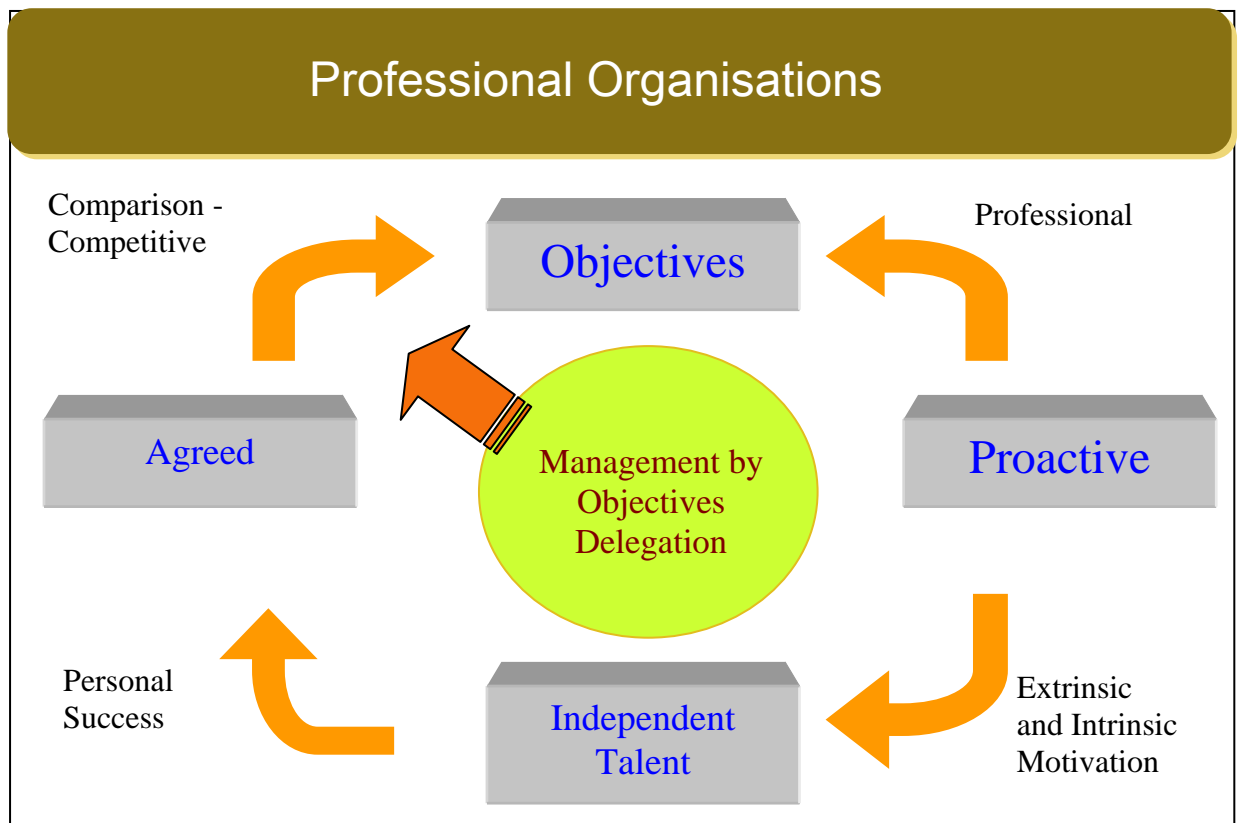 Professional Organisations
Comparison -
Competitive
Objectives
Professional
Agreed
Management by
Objectives
Delegation
Proactive
Personal
Success
Independent
Talent
Extrinsic
and Intrinsic
Motivation